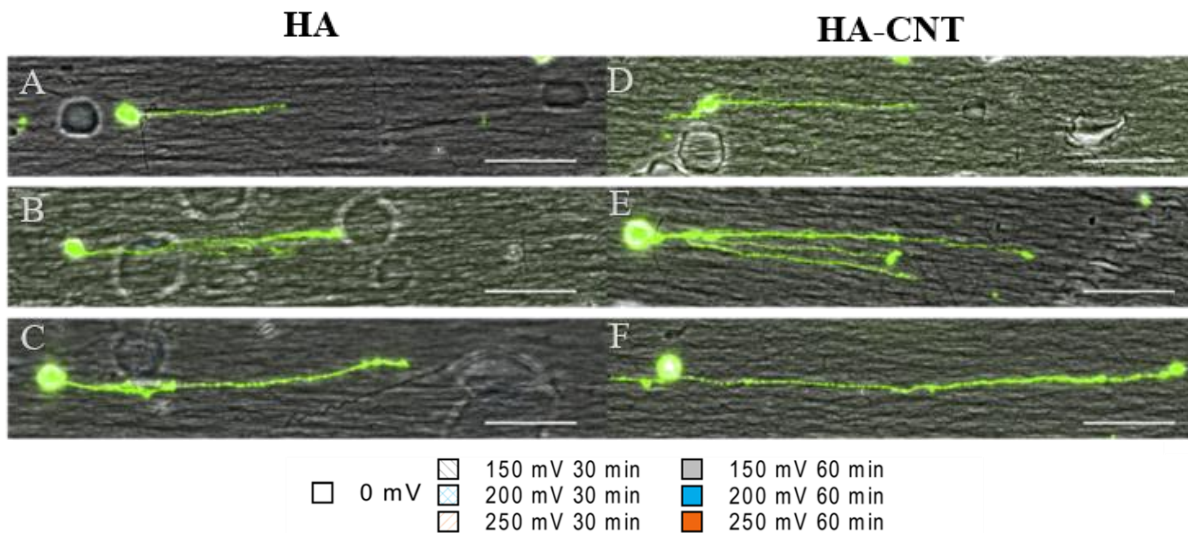 HA
HA-CNT
A
D
B
E
C
F
0 mV
150 mV 30 min
200 mV 30 min
250 mV 30 min
150 mV 60 min
200 mV 60 min
250 mV 60 min